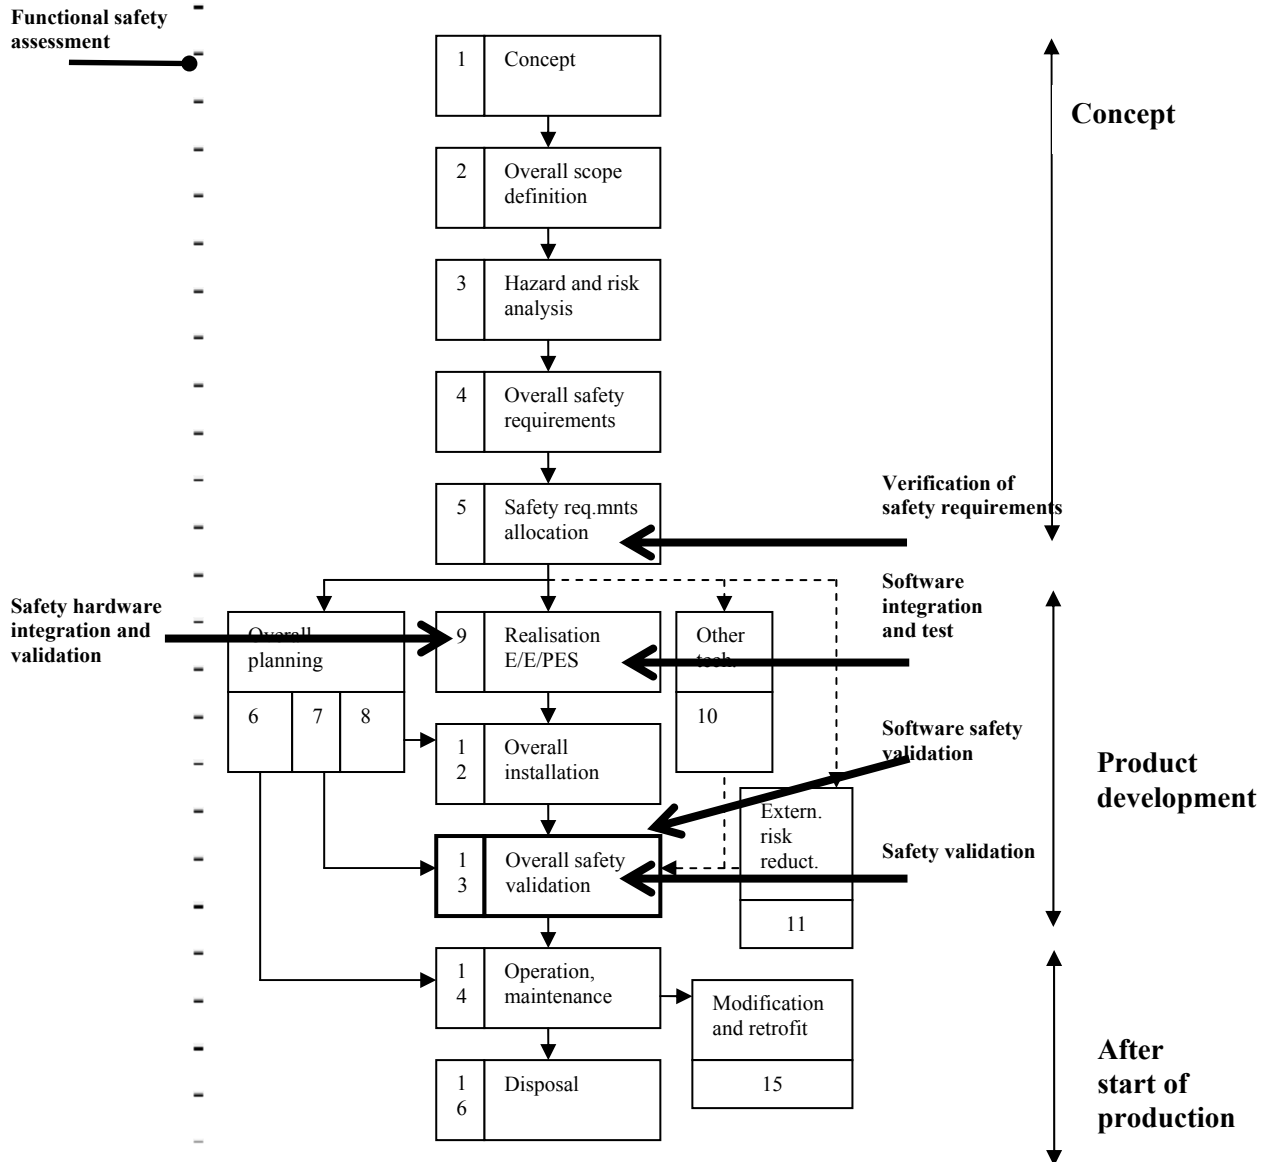 Functional safety
assessment
1
Concept
Concept
2
Overall scope
definition
3
Hazard and risk
analysis
4
Overall safety
requirements
Verification of
safety requirements
5
Safety req.mnts
allocation
Software
integration
and test
Safety hardware
integration and
validation
Overall
planning
9
Realisation
E/E/PES
Other
tech.
6
7
8
10
Software safety
validation
1
2
Overall
installation
Product
development
Extern.
risk
reduct.
Safety validation
1
3
Overall safety
validation
11
1
4
Operation,
maintenance
Modification
and retrofit
15
After
start of
production
1
6
Disposal